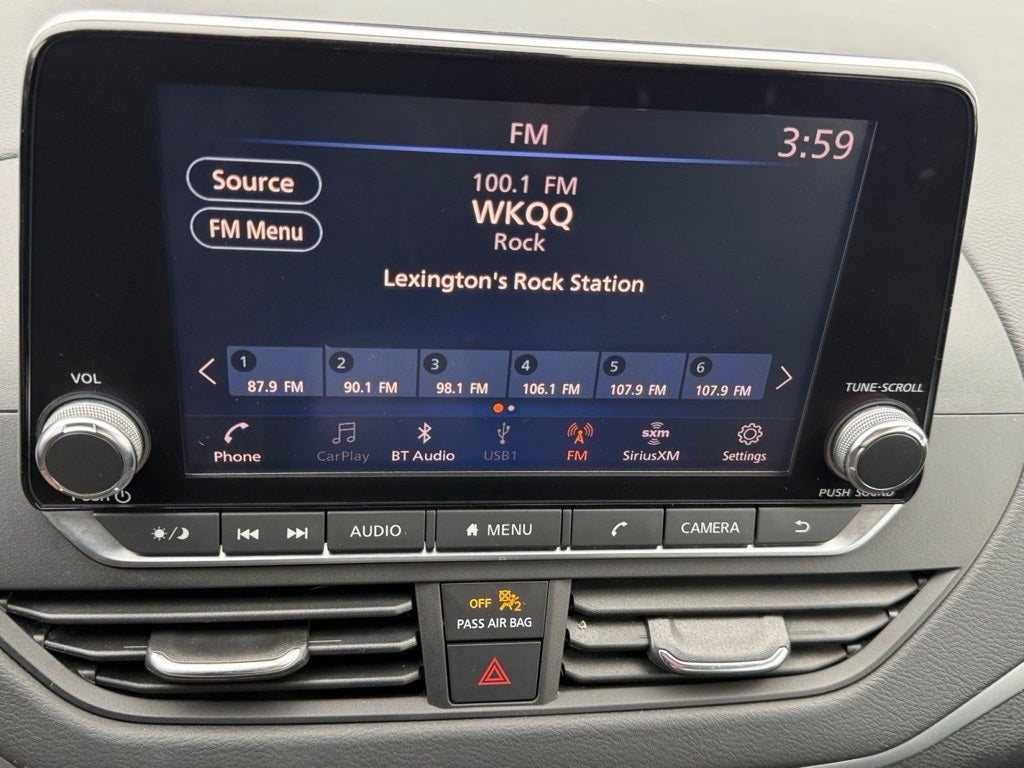 FM
3:59
Source
FM Menu
100.1 FM
WKQQ
Rock
Lexington's Rock Station
1 2 3 4 5 6
87.9 FM 90.1 FM 98.1 FM 106.1 FM 107.9 FM 107.9 FM
VOL
TUNE·SCROLL
Phone CarPlay BT Audio USB1 FM sxm SiriusXM Settings
PUSH
PUSH SOUND
AUDIO MENU CAMERA
OFF 2
PASS AIR BAG